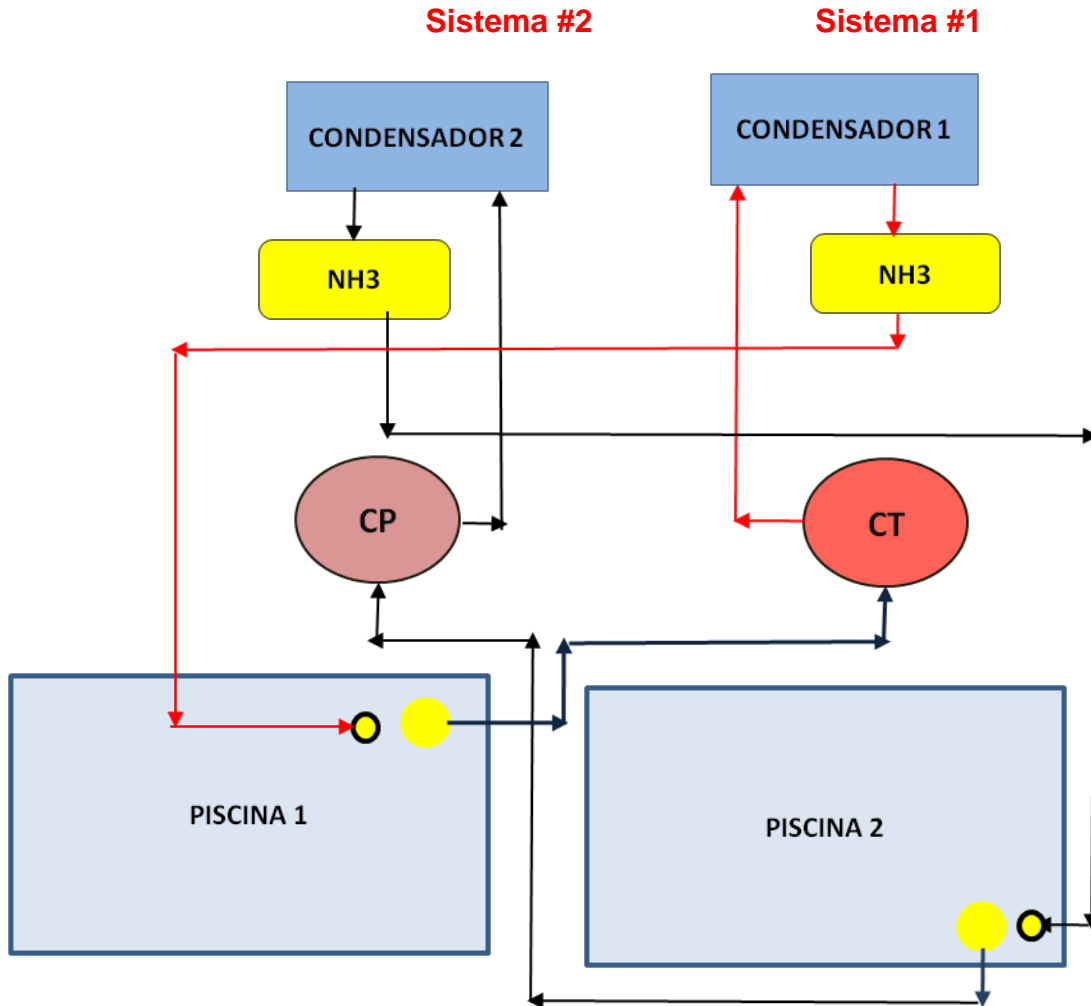 Sistema #2
Sistema #1
CONDENSADOR 2
CONDENSADOR 1
NH3
NH3
CP
CT
PISCINA 1
PISCINA 2